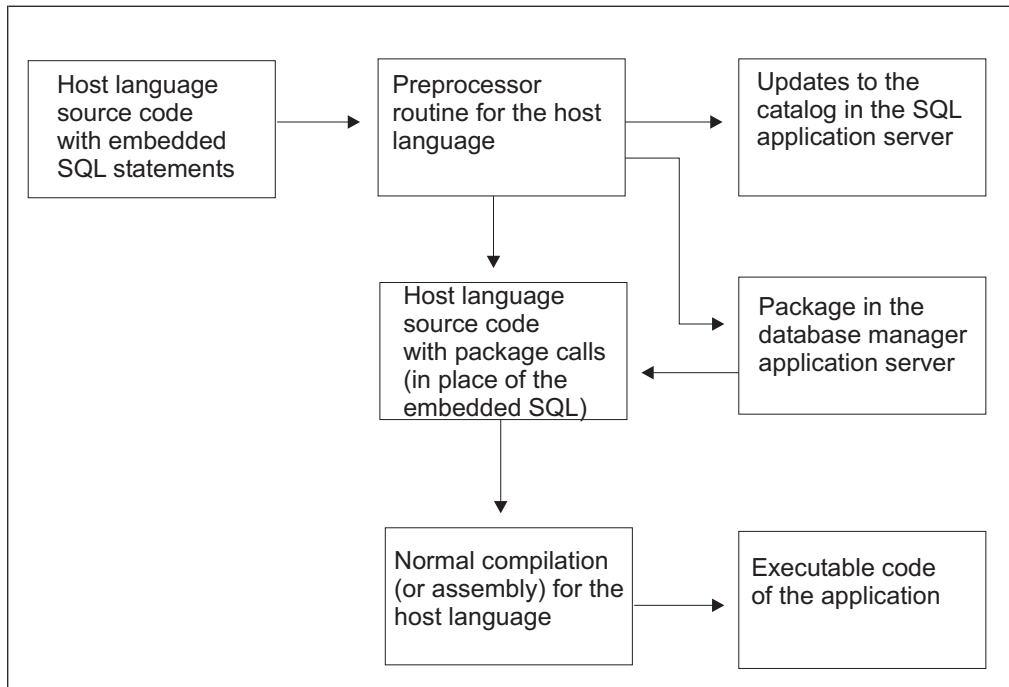 Host language
source code
with embedded
SQL statements
Preprocessor
routine for the host
language
Updates to the
catalog in the SQL
application server
Host language
source code
with package calls
(in place of the
embedded SQL)
Package in the
database manager
application server
Normal compilation
(or assembly) for the
host language
Executable code
of the application